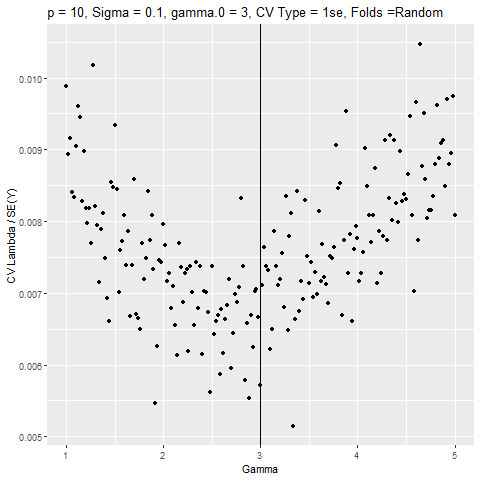 p = 10, Sigma = 0.1, gamma.0 = 3, CV Type = 1se, Folds =Random
CV Lambda / SE(Y)
0.010
0.009
0.008
0.007
0.006
0.005
1 2 3 4 5
Gamma